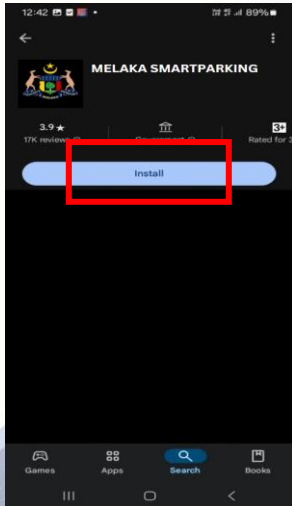 12:42
89%
MELAKA SMARTPARKING
3.9★
3+
17K reviews
Government
Rated for 3
Install
Games
Apps
Search
Books